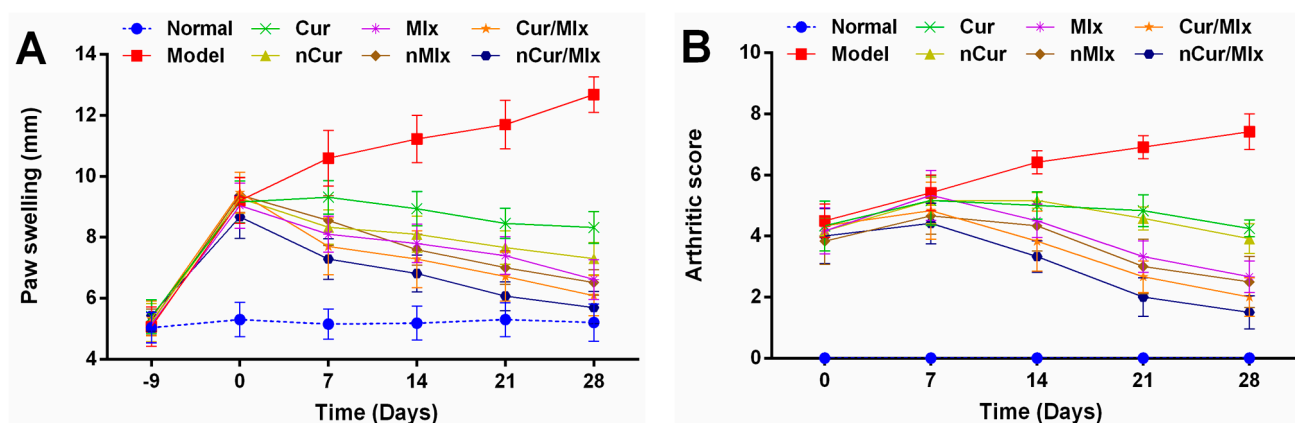 A
Normal Cur Mlx Cur/Mlx
Model nCur nMlx nCur/Mlx
14
12
10
8
6
4
Paw swelling (mm)
-9 0 7 14 21 28
Time (Days)
B
Normal Cur Mlx Cur/Mlx
Model nCur nMlx nCur/Mlx
10
8
6
4
2
0
Arthritic score
0 7 14 21 28
Time (Days)